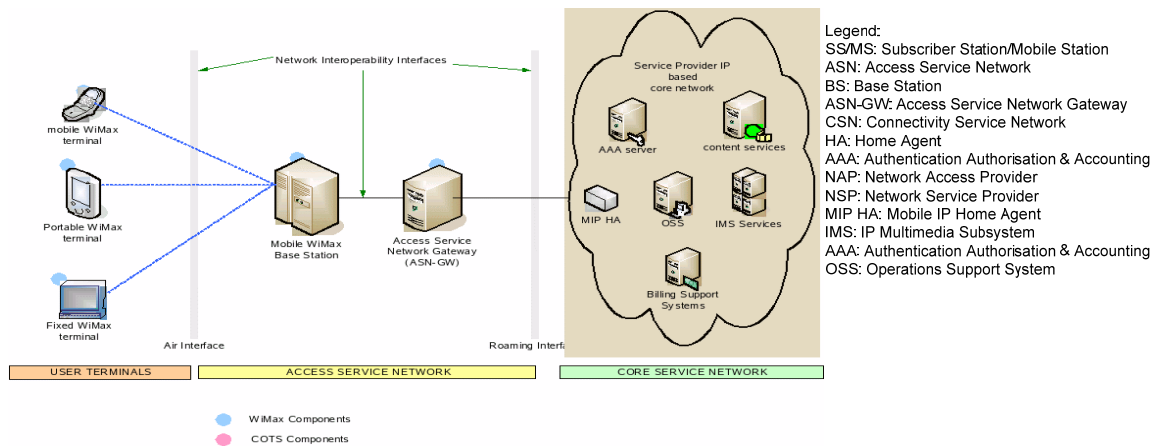 Network Interoperability Interfaces
mobile WiMax
terminal
Portable WiMax
terminal
Fixed WiMax
terminal
Air Interface
Mobile WiMax
Base Station
Access Service
Network Gateway
(ASN-GW)
Roaming Interfa
Service Provider IP
based
core network
AAA server
content services
MIP HA
OSS
IMS Services
Billing Support
Systems
USER TERMINALS
ACCESS SERVICE NETWORK
CORE SERVICE NETWORK
WiMax Components
COTS Components
Legend:
SS/MS: Subscriber Station/Mobile Station
ASN: Access Service Network
BS: Base Station
ASN-GW: Access Service Network Gateway
CSN: Connectivity Service Network
HA: Home Agent
AAA: Authentication Authorisation & Accounting
NAP: Network Access Provider
NSP: Network Service Provider
MIP HA: Mobile IP Home Agent
IMS: IP Multimedia Subsystem
AAA: Authentication Authorisation & Accounting
OSS: Operations Support System